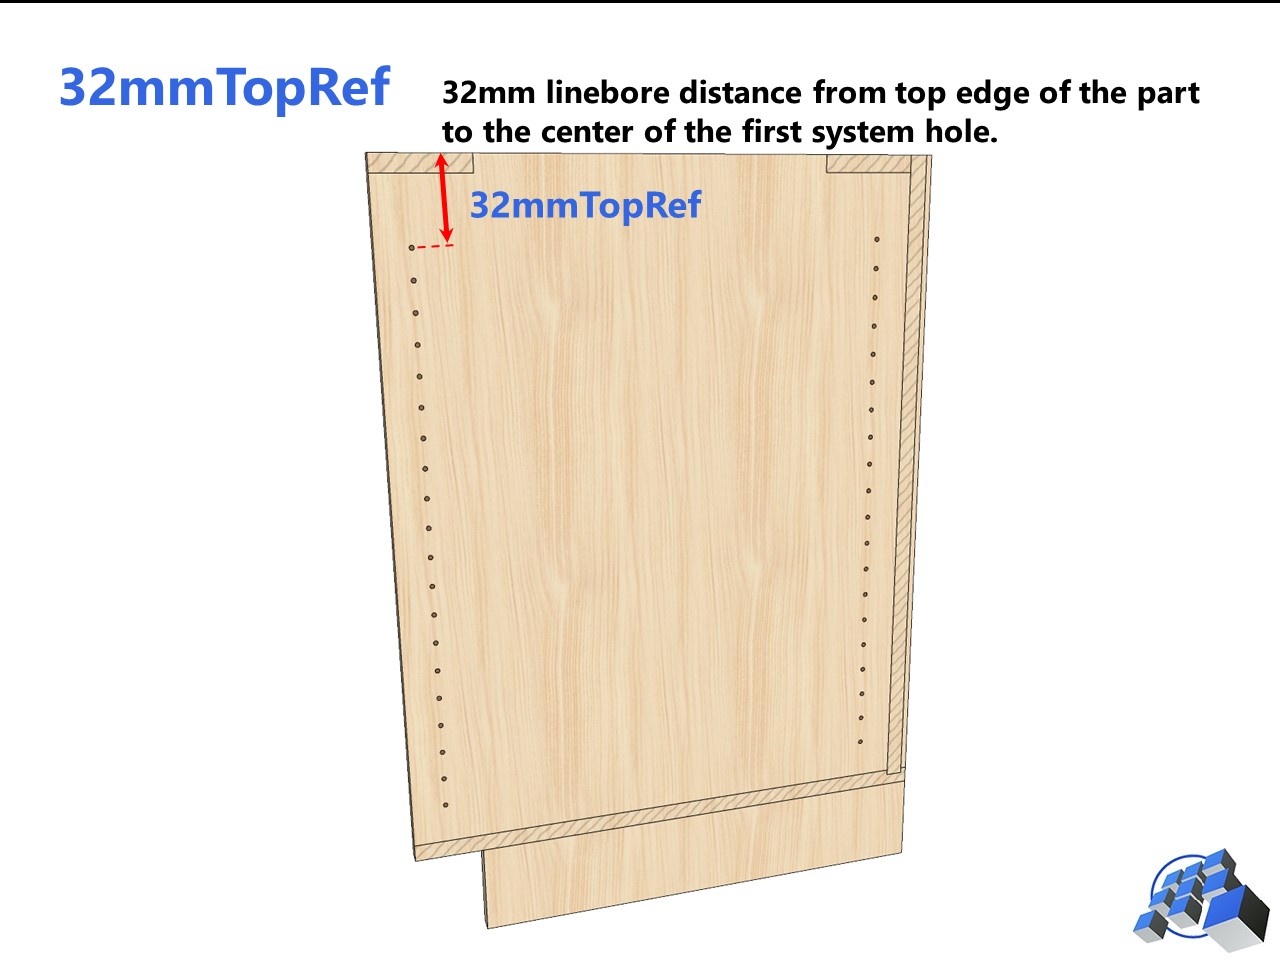 32mmTopRef
32mm linebore distance from top edge of the part
to the center of the first system hole.
32mmTopRef